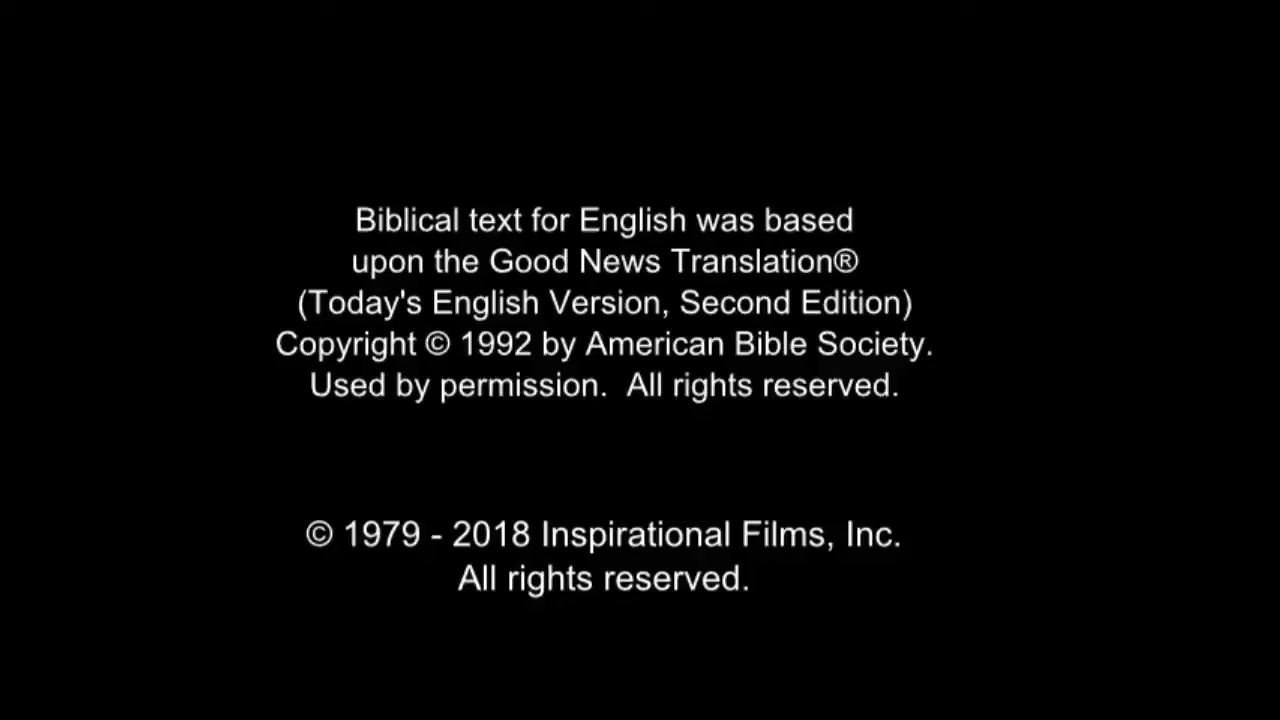 Biblical text for English was based
upon the Good News Translation®
(Today's English Version, Second Edition)
Copyright © 1992 by American Bible Society.
Used by permission.  All rights reserved.
© 1979 - 2018 Inspirational Films, Inc.
All rights reserved.